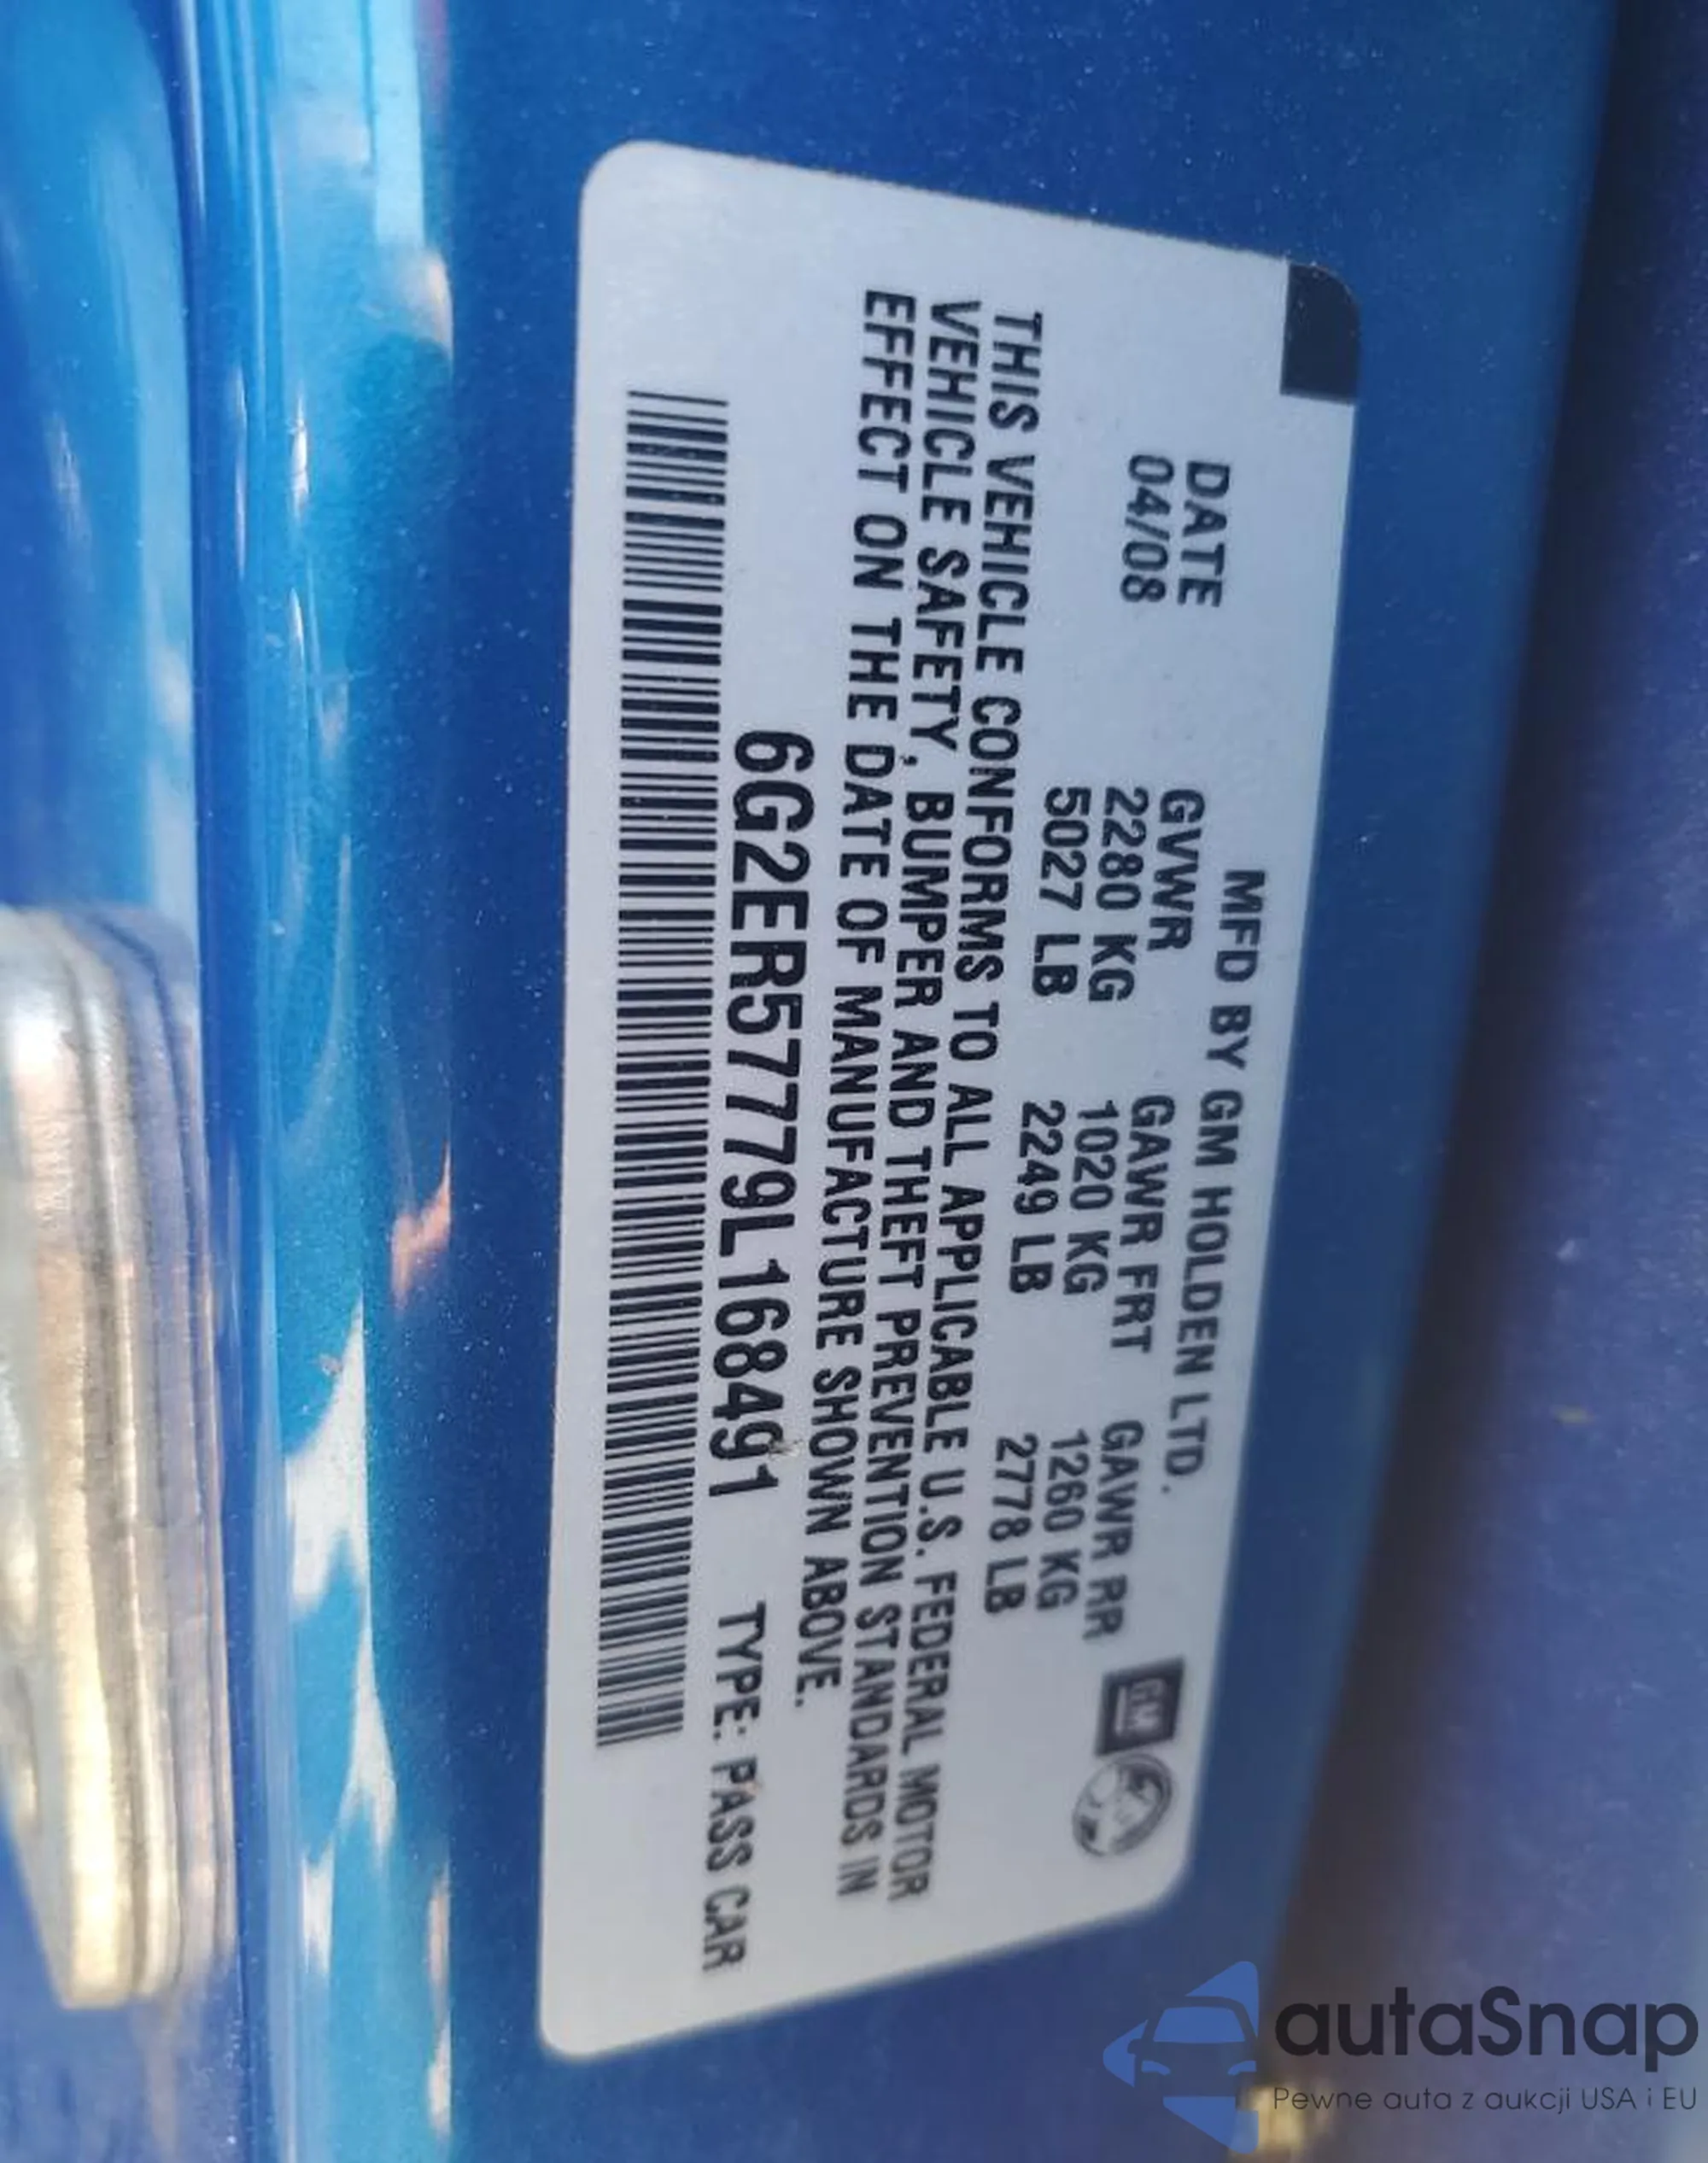 MFD BY GM HOLDEN LTD.
DATE GVWR GAWR FRT GAWR RR
04/08 2280 KG 1020 KG 1260 KG
5027 LB 2249 LB 2778 LB
GM
THIS VEHICLE CONFORMS TO ALL APPLICABLE U.S. FEDERAL MOTOR
VEHICLE SAFETY, BUMPER AND THEFT PREVENTION STANDARDS IN
EFFECT ON THE DATE OF MANUFACTURE SHOWN ABOVE.
6G2ER57779L168491 TYPE: PASS CAR
autaSnap
Pewne auta z aukcji USA i EU